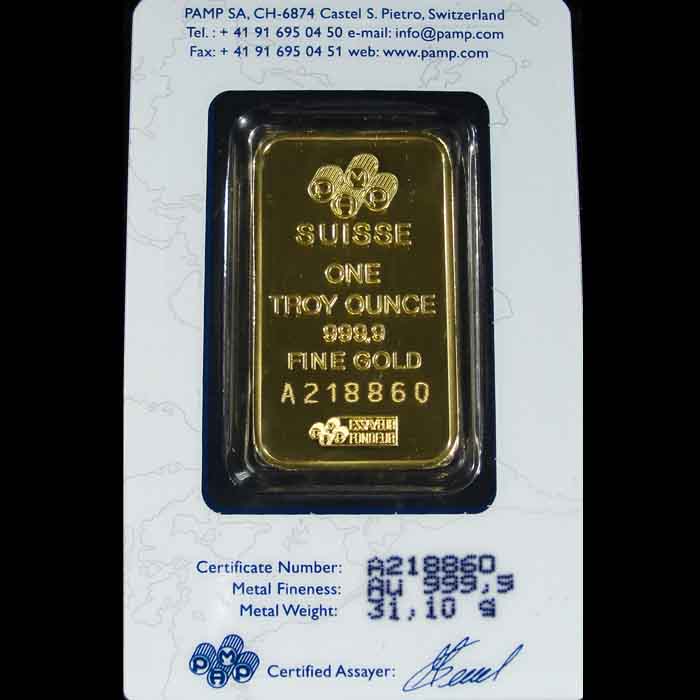 PAMP SA, CH-6874 Castel S. Pietro, Switzerland
Tel. : + 41 91 695 04 50 e-mail: info@pamp.com
Fax: + 41 91 695 04 51 web: www.pamp.com
PAMP
SUISSE
ONE
TROY OUNCE
999,9
FINE GOLD
A218860
PAMP ESSAYEUR
FONDEUR
Certificate Number: A218860
Metal Fineness: Au 999,9
Metal Weight: 31,10 g
PAMP Certified Assayer: